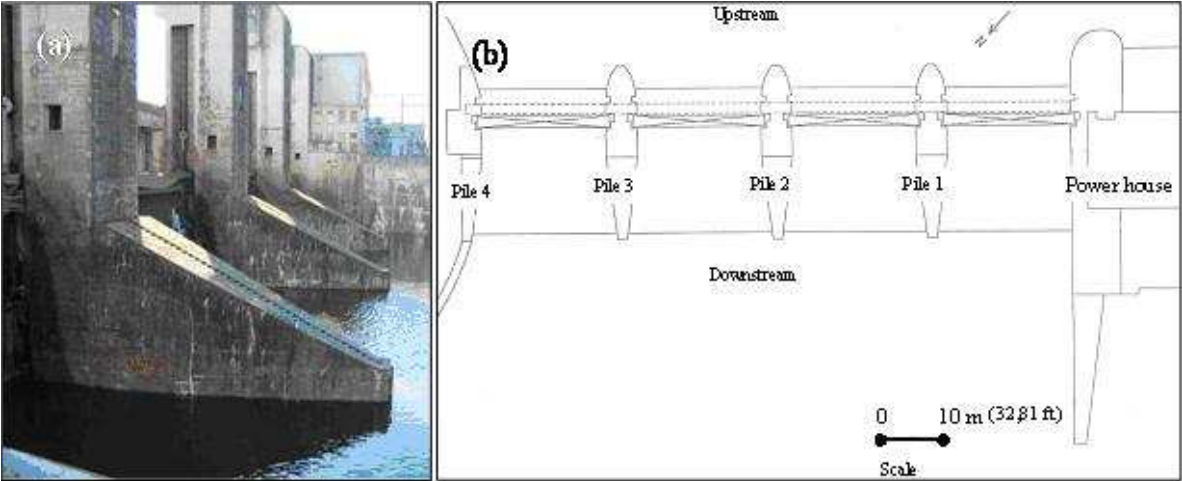 (a)
(b)
Upstream
N
Pile 4
Pile 3
Pile 2
Pile 1
Power house
Downstream
0 10 m (32,81 ft)
Scale